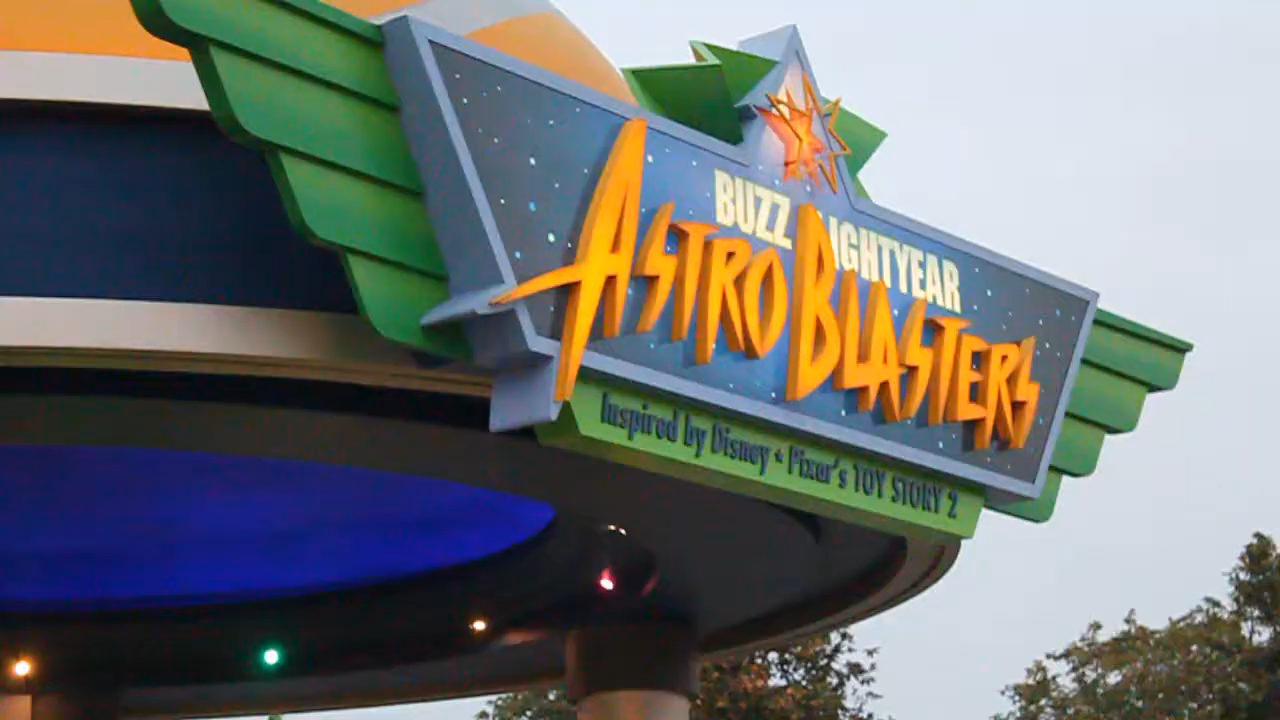 BUZZ LIGHTYEAR
ASTRO BLASTERS
Inspired by Disney • Pixar's TOY STORY 2